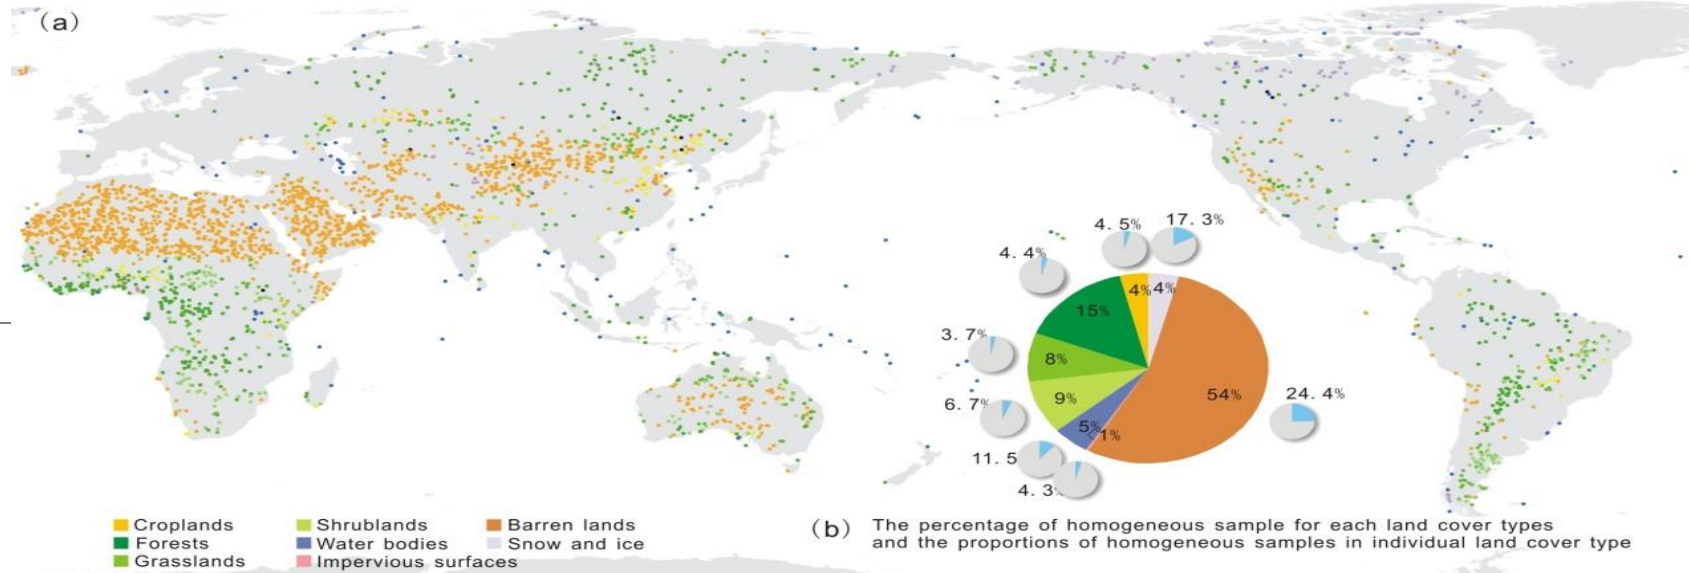 (a)
4.5%
17.3%
4.4%
4%
4%
15%
3.7%
8%
54%
24.4%
6.7%
9%
5%
<1%
11.5
4.3
Croplands
Shrublands
Barren lands
Forests
Water bodies
Snow and ice
Grasslands
Impervious surfaces
(b) The percentage of homogeneous sample for each land cover types
and the proportions of homogeneous samples in individual land cover type